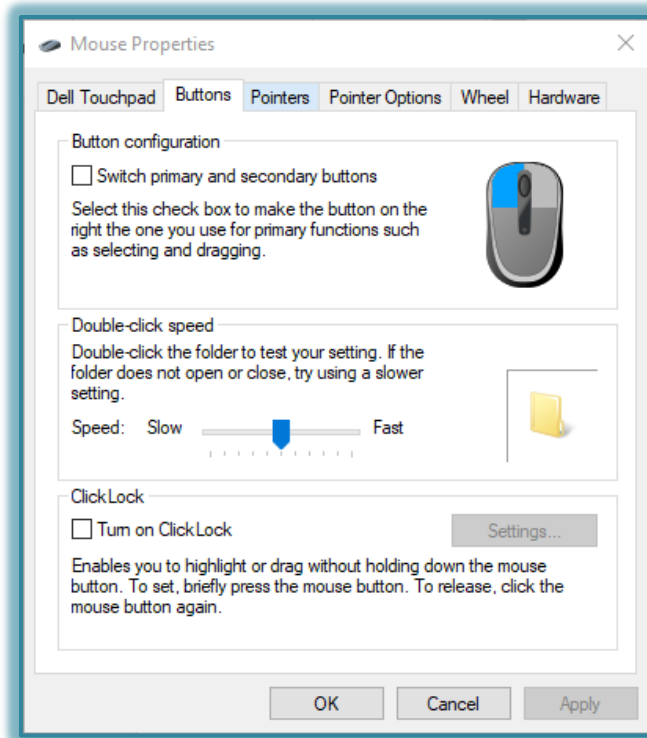 Mouse Properties
Dell Touchpad Buttons Pointers Pointer Options Wheel Hardware
Button configuration
Switch primary and secondary buttons
Select this check box to make the button on the
right the one you use for primary functions such
as selecting and dragging.
Double-click speed
Double-click the folder to test your setting. If the
folder does not open or close, try using a slower
setting.
Speed: Slow Fast
ClickLock
Turn on ClickLock Settings...
Enables you to highlight or drag without holding down the mouse
button. To set, briefly press the mouse button. To release, click the
mouse button again.
OK Cancel Apply